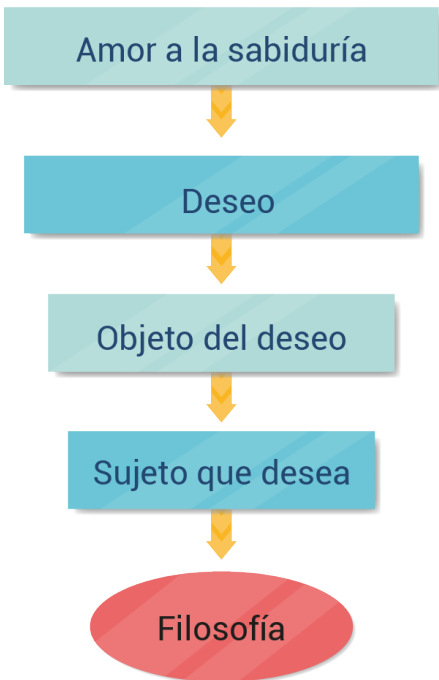 Amor a la sabiduría
Deseo
Objeto del deseo
Sujeto que desea
Filosofía